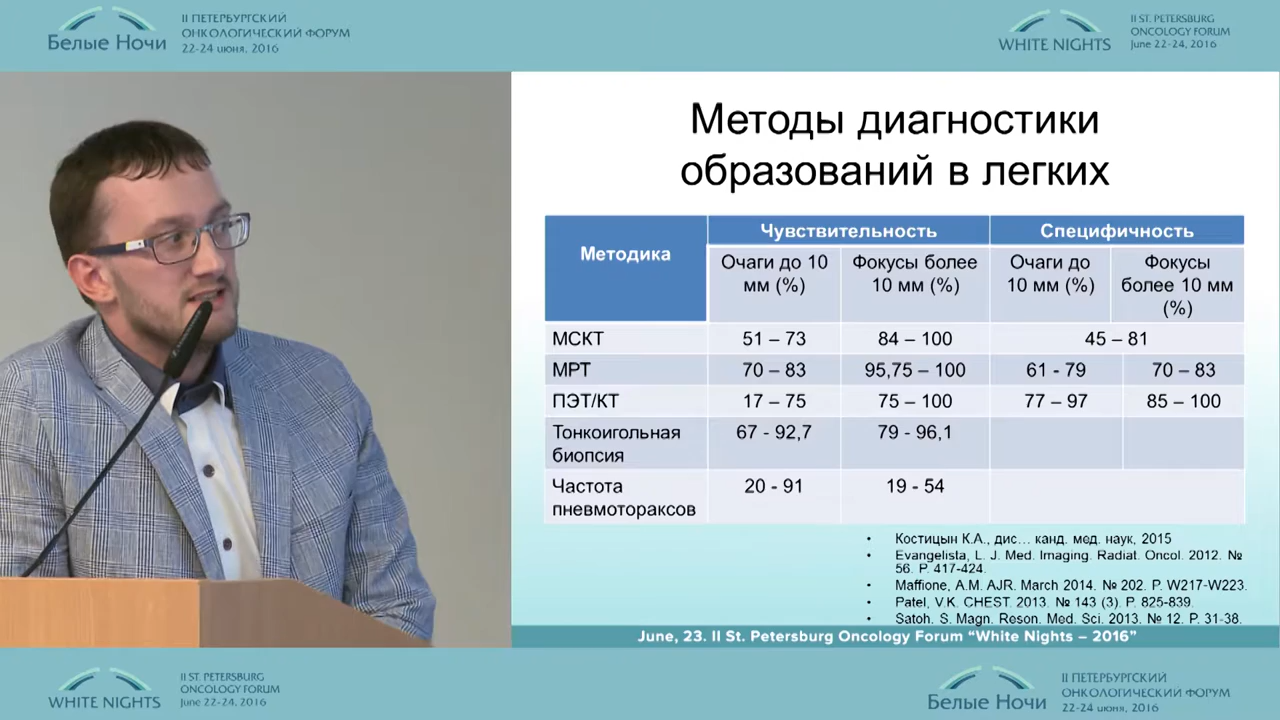 Белые Ночи
II ПЕТЕРБУРГСКИЙ
ОНКОЛОГИЧЕСКИЙ ФОРУМ
22-24 июня, 2016
WHITE NIGHTS
II ST. PETERSBURG
ONCOLOGY FORUM
June 22-24, 2016
Методы диагностики
образований в легких
Методика
Чувствительность
Специфичность
Очаги до 10
мм (%)
Фокусы более
10 мм (%)
Очаги до
10 мм (%)
Фокусы
более 10 мм
(%)
МСКТ 51 – 73 84 – 100 45 – 81
МРТ 70 – 83 95,75 – 100 61 - 79 70 – 83
ПЭТ/КТ 17 – 75 75 – 100 77 – 97 85 – 100
Тонкоигольная 67 - 92,7 79 - 96,1
биопсия
Частота 20 - 91 19 - 54
пневмотораксов
• Костицын К.А., дис... канд. мед. наук, 2015
• Evangelista, L. J. Med. Imaging. Radiat. Oncol. 2012. №
56. P. 417-424.
• Maffione, A.M. AJR. March 2014. № 202. P. W217-W223.
• Patel, V.K. CHEST. 2013. № 143 (3). P. 825-839.
• Satoh. S. Magn. Reson. Med. Sci. 2013. № 12. P. 31-38.
June, 23. II St. Petersburg Oncology Forum “White Nights – 2016”
WHITE NIGHTS
II ST. PETERSBURG
ONCOLOGY FORUM
June 22-24, 2016
Белые Ночи
II ПЕТЕРБУРГСКИЙ
ОНКОЛОГИЧЕСКИЙ ФОРУМ
22-24 июня, 2016